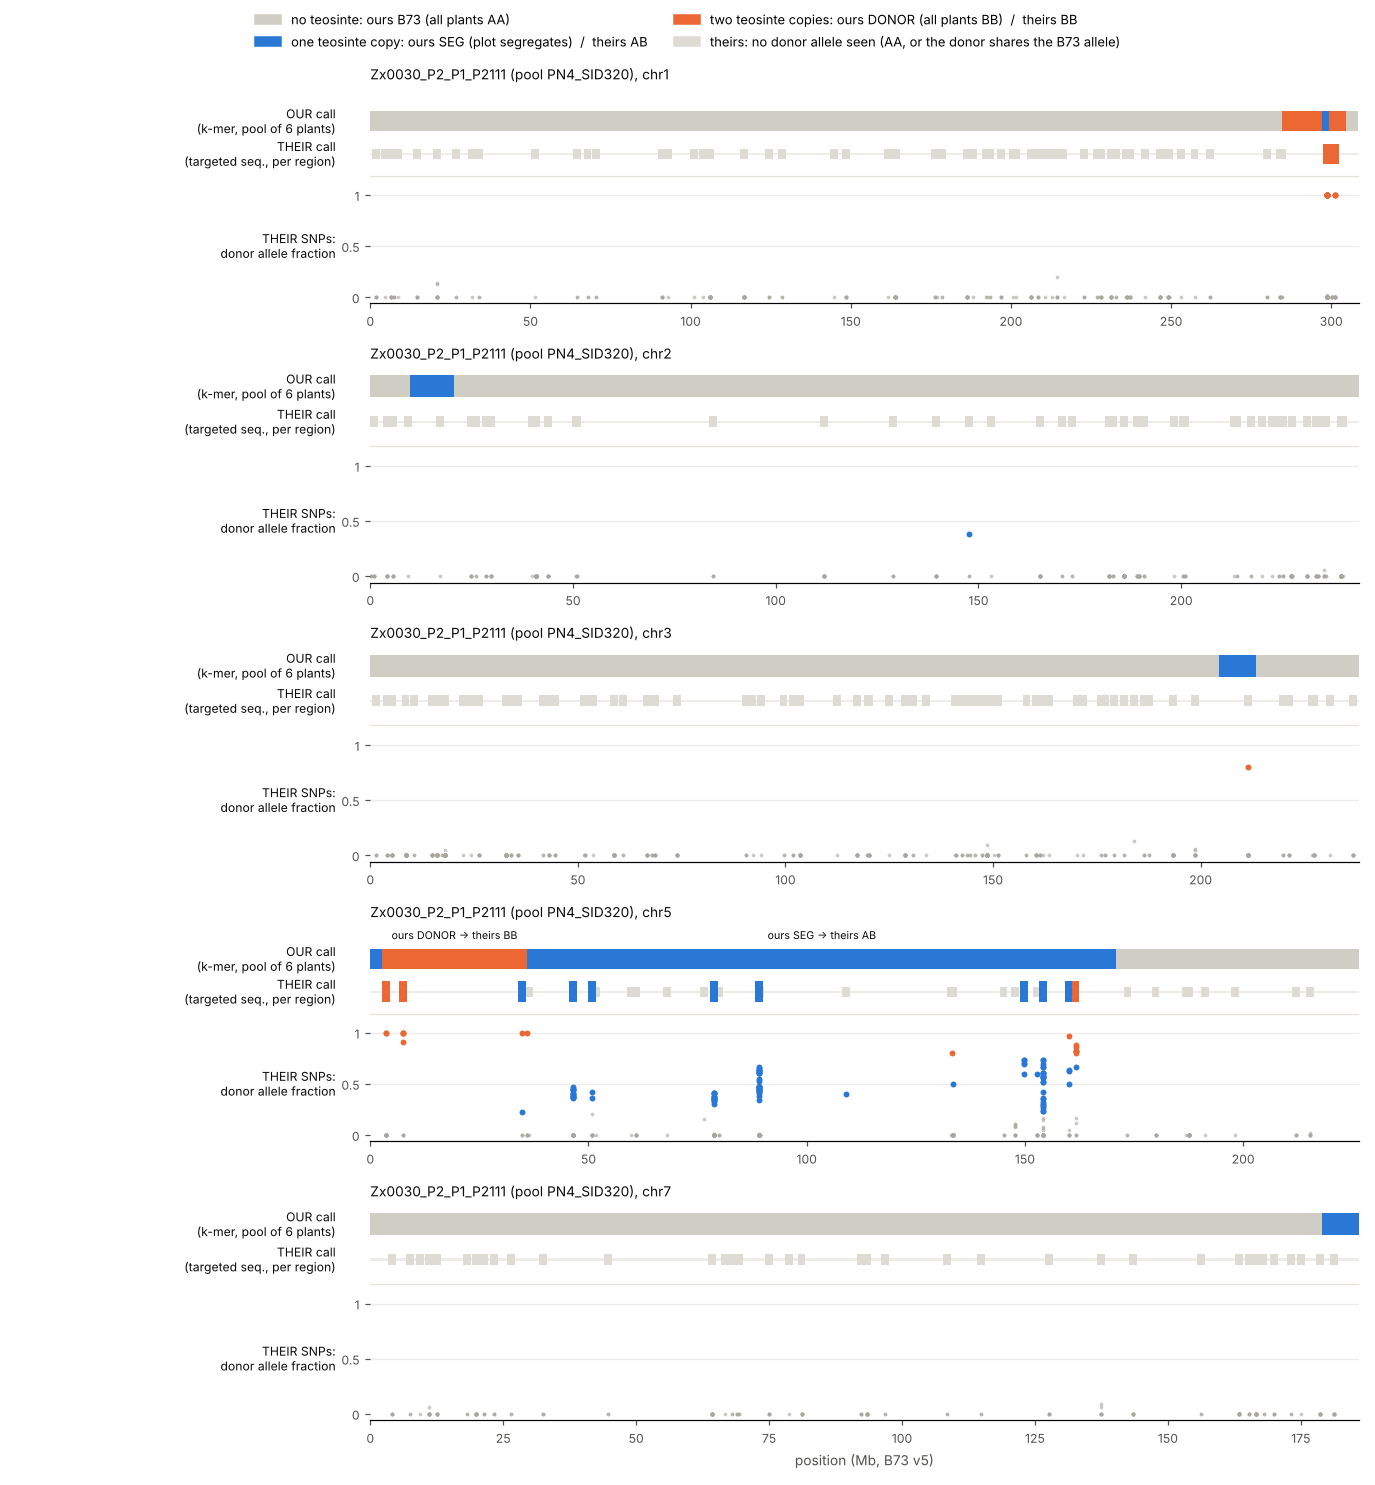 no teosinte: ours B73 (all plants AA)
two teosinte copies: ours DONOR (all plants BB)  /  theirs BB
one teosinte copy: ours SEG (plot segregates)  /  theirs AB
theirs: no donor allele seen (AA, or the donor shares the B73 allele)
Zx0030_P2_P1_P2111 (pool PN4_SID320), chr1
OUR call
(k-mer, pool of 6 plants)
THEIR call
(targeted seq., per region)
1
THEIR SNPs:
donor allele fraction
0.5
0
0 50 100 150 200 250 300
Zx0030_P2_P1_P2111 (pool PN4_SID320), chr2
OUR call
(k-mer, pool of 6 plants)
THEIR call
(targeted seq., per region)
1
THEIR SNPs:
donor allele fraction
0.5
0
0 50 100 150 200
Zx0030_P2_P1_P2111 (pool PN4_SID320), chr3
OUR call
(k-mer, pool of 6 plants)
THEIR call
(targeted seq., per region)
1
THEIR SNPs:
donor allele fraction
0.5
0
0 50 100 150 200
Zx0030_P2_P1_P2111 (pool PN4_SID320), chr5
ours DONOR → theirs BB
ours SEG → theirs AB
OUR call
(k-mer, pool of 6 plants)
THEIR call
(targeted seq., per region)
1
THEIR SNPs:
donor allele fraction
0.5
0
0 50 100 150 200
Zx0030_P2_P1_P2111 (pool PN4_SID320), chr7
OUR call
(k-mer, pool of 6 plants)
THEIR call
(targeted seq., per region)
1
THEIR SNPs:
donor allele fraction
0.5
0
0 25 50 75 100 125 150 175
position (Mb, B73 v5)